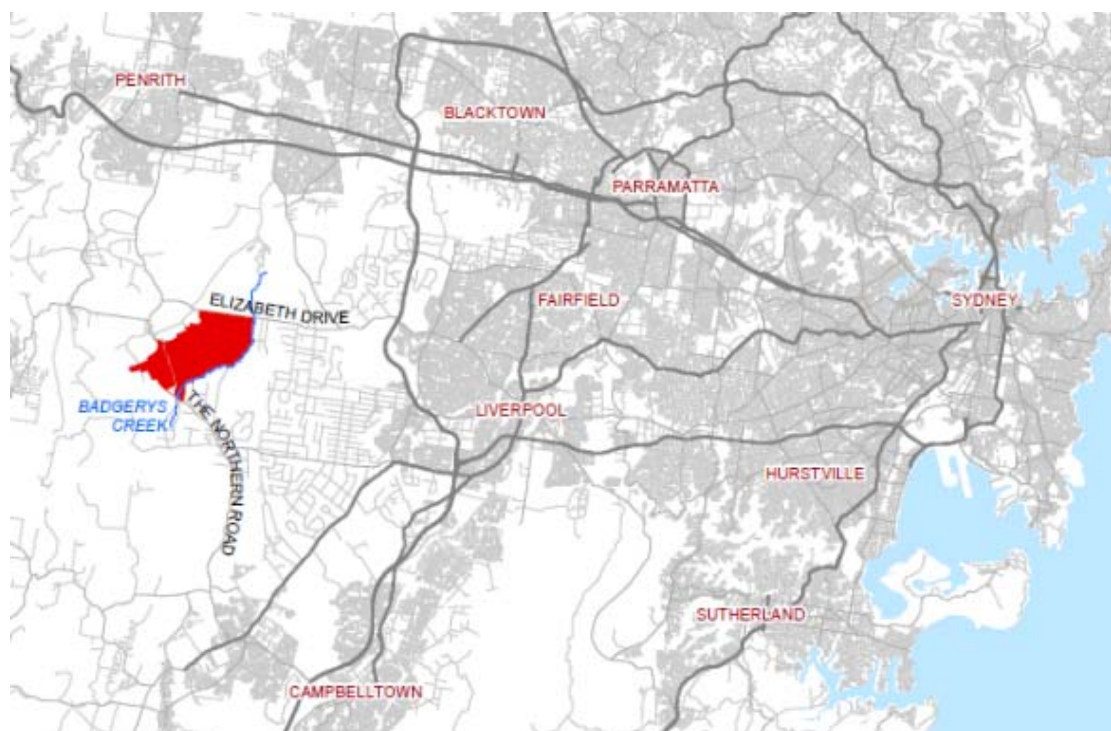 PENRITH
BLACKTOWN
PARRAMATTA
ELIZABETH DRIVE
FAIRFIELD
SYDNEY
BADGERYS
CREEK
THE NORTHERN ROAD
LIVERPOOL
HURSTVILLE
SUTHERLAND
CAMPBELLTOWN